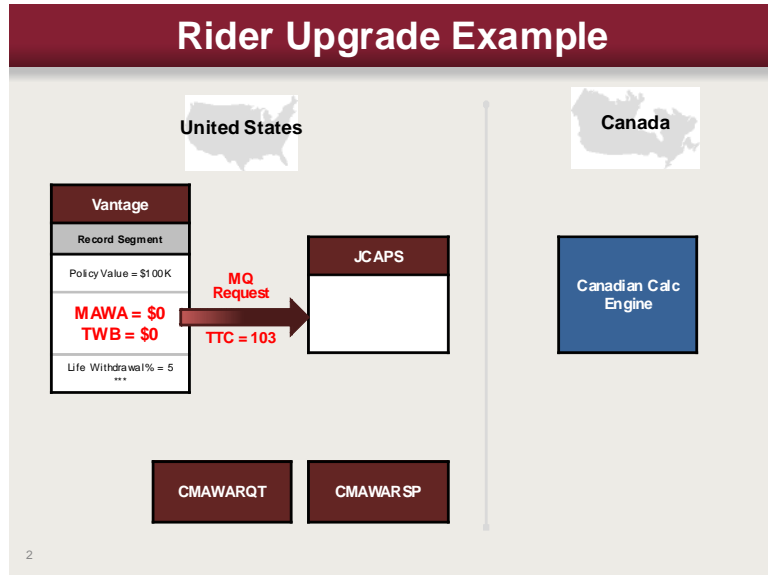 Rider Upgrade Example
United States
Canada
Vantage
Record Segment
Policy Value = $100K
MAWA = $0
TWB = $0
Life Withdrawal% = 5
***
MQ
Request
TTC = 103
JCAPS
Canadian Calc
Engine
CMAWARQT
CMAWARSP
2